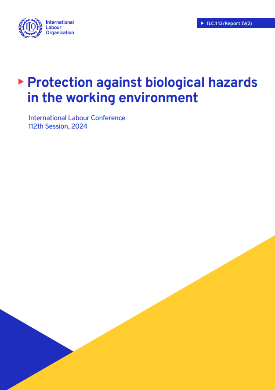 International
Labour
Organization
ILC.112/Report IV(2)
Protection against biological hazards
in the working environment
International Labour Conference
112th Session, 2024